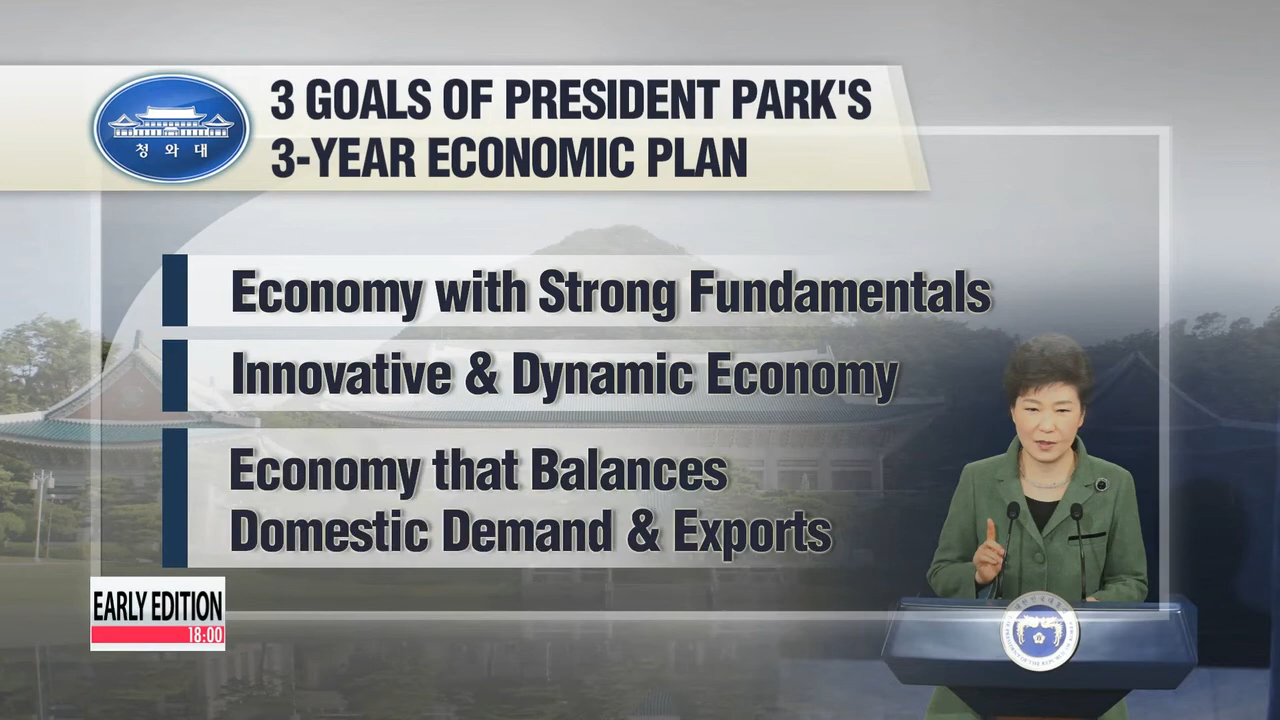 3 GOALS OF PRESIDENT PARK'S
3-YEAR ECONOMIC PLAN
청와대
Economy with Strong Fundamentals
Innovative & Dynamic Economy
Economy that Balances
Domestic Demand & Exports
EARLY EDITION
18:00